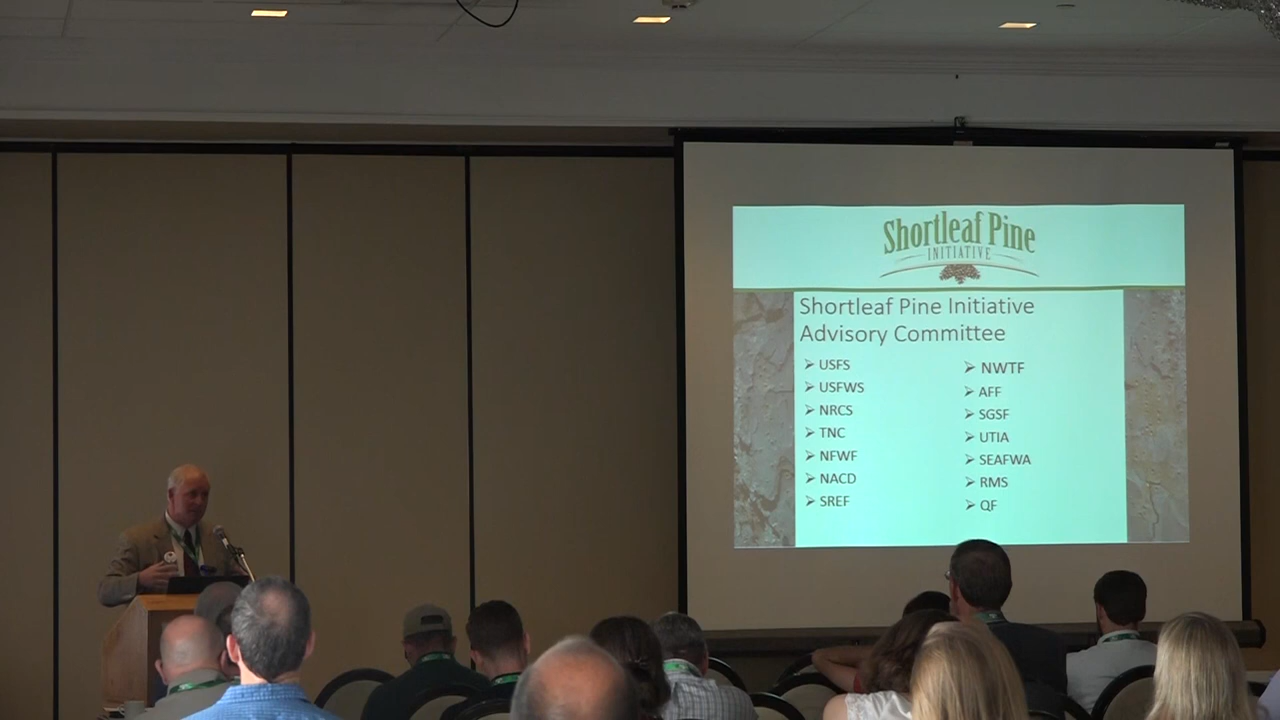 Shortleaf Pine
INITIATIVE
Shortleaf Pine Initiative
Advisory Committee
➢ USFS
➢ USFWS
➢ NRCS
➢ TNC
➢ NFWF
➢ NACD
➢ SREF
➢ NWTF
➢ AFF
➢ SGSF
➢ UTIA
➢ SEAFWA
➢ RMS
➢ QF